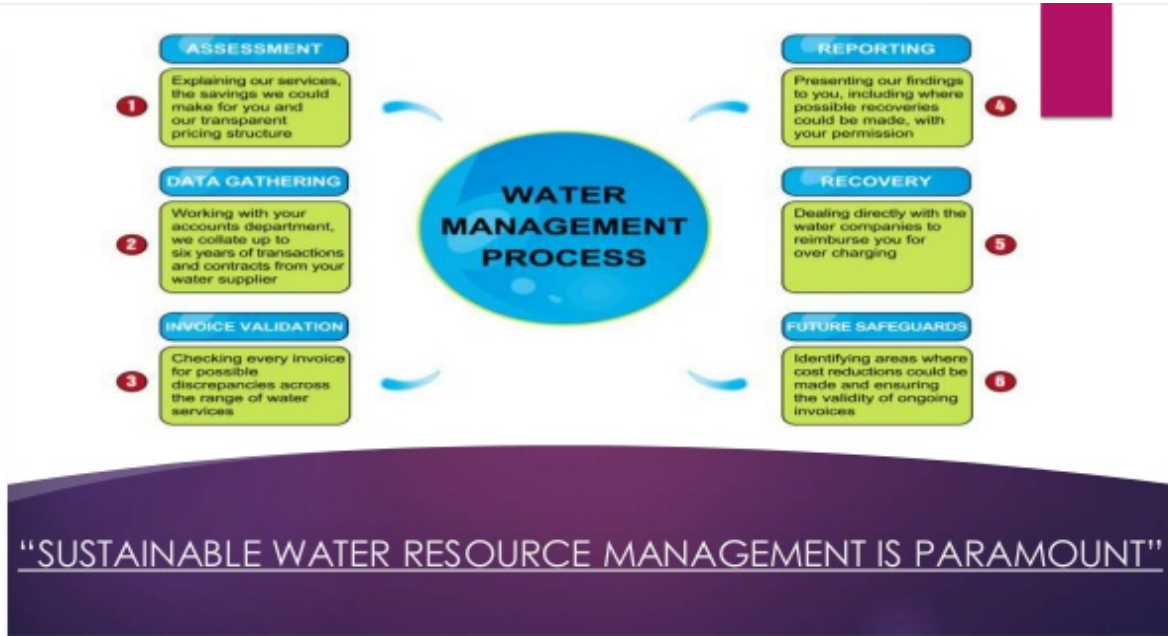 ASSESSMENT
1
Explaining our services,
the savings we could
make for you and
our transparent
pricing structure
DATA GATHERING
2
Working with your
accounts department,
we collate up to
six years of transactions
and contracts from your
water supplier
INVOICE VALIDATION
3
Checking every invoice
for possible
discrepancies across
the range of water
services
WATER
MANAGEMENT
PROCESS
REPORTING
4
Presenting our findings
to you, including where
possible recoveries
could be made, with
your permission
RECOVERY
5
Dealing directly with the
water companies to
reimburse you for
over charging
FUTURE SAFEGUARDS
6
Identifying areas where
cost reductions could be
made and ensuring
the validity of ongoing
invoices
“SUSTAINABLE WATER RESOURCE MANAGEMENT IS PARAMOUNT”